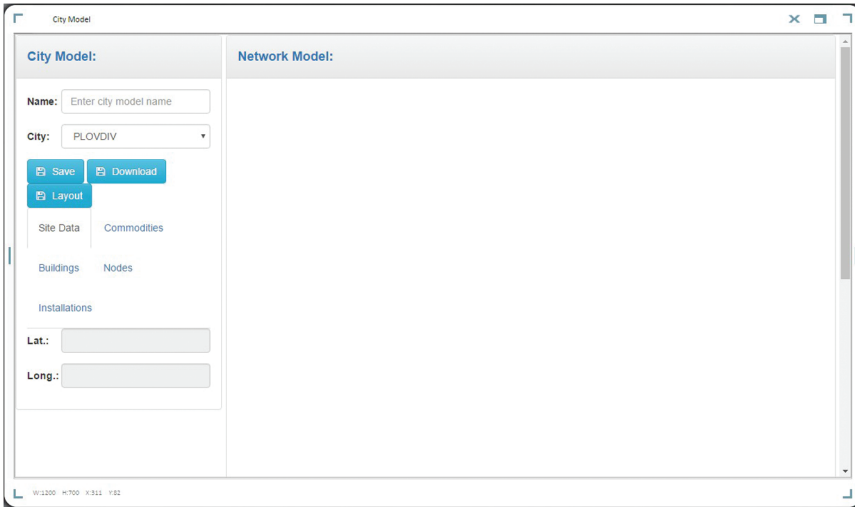 City Model
City Model:
Network Model:
Name: Enter city model name
City: PLOVDIV
Save Download
Layout
Site Data Commodities
Buildings Nodes
Installations
Lat.:
Long.:
W:1200 H:700 X:311 Y:32